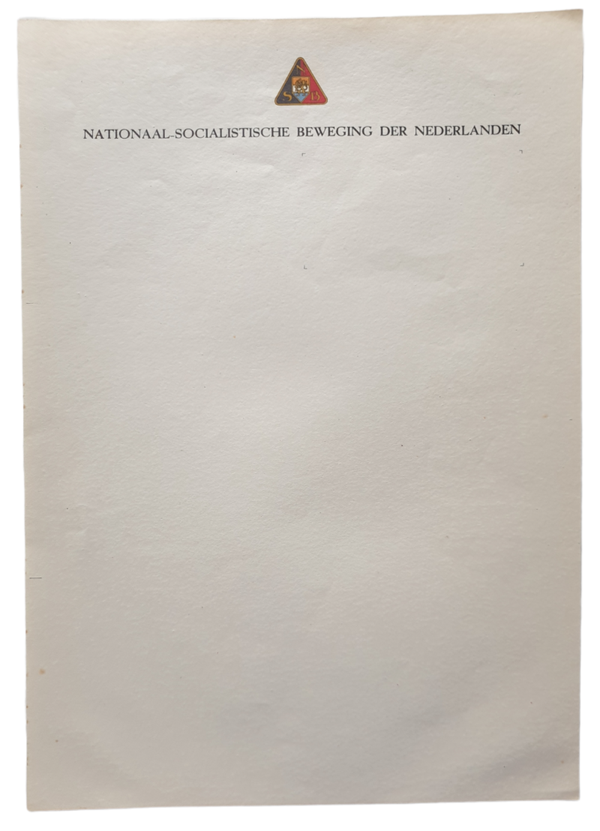 N
S B
NATIONAAL-SOCIALISTISCHE BEWEGING DER NEDERLANDEN